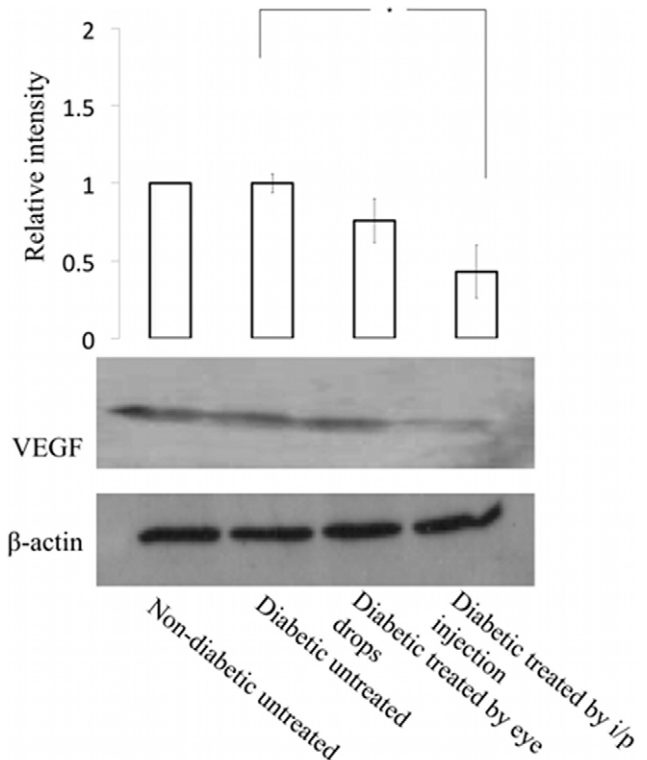 2
*
1.5
1
0.5
0
Relative intensity
VEGF
β-actin
Non-diabetic untreated
Diabetic untreated
Diabetic treated by eye
drops
Diabetic treated by i/p
injection